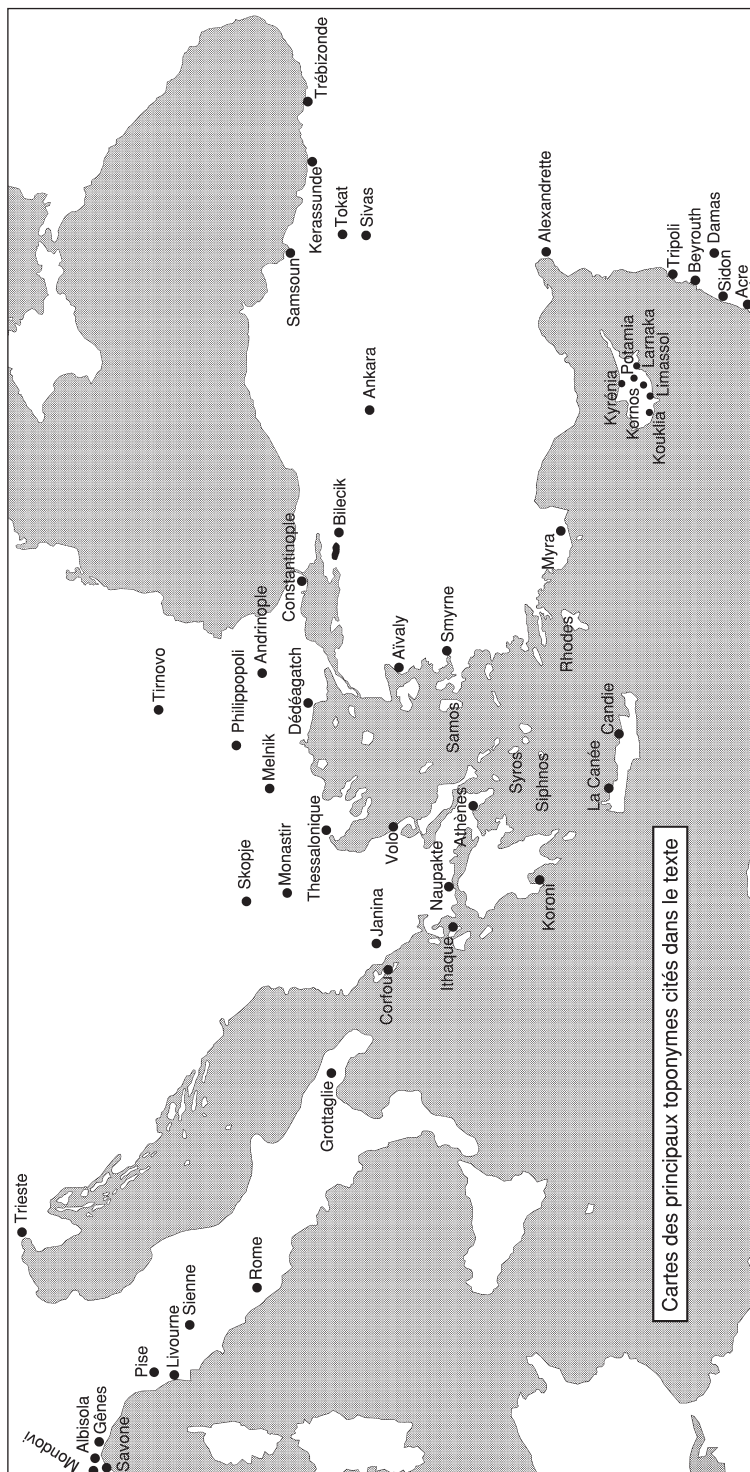 Mondovi
Albisola
Gênes
Savone
Pise
Livourne
Sienne
Rome
Trieste
Grottaglie
Corfou
Janina
Ithaque
Naupakte
Koroni
Skopje
Monastir
Thessalonique
Volo
Athènes
Melnik
Philippopoli
Tirnovo
Andrinople
Dédéagatch
Syros
Siphnos
Samos
La Canée
Candie
Aïvaly
Smyrne
Rhodes
Myra
Constantinople
Bilecik
Ankara
Samsoun
Kerassunde
Tokat
Sivas
Trébizonde
Alexandrette
Kyrénia
Kornos
Potamia
Larnaka
Limassol
Kouklia
Tripoli
Beyrouth
Damas
Sidon
Acre
Cartes des principaux toponymes cités dans le texte